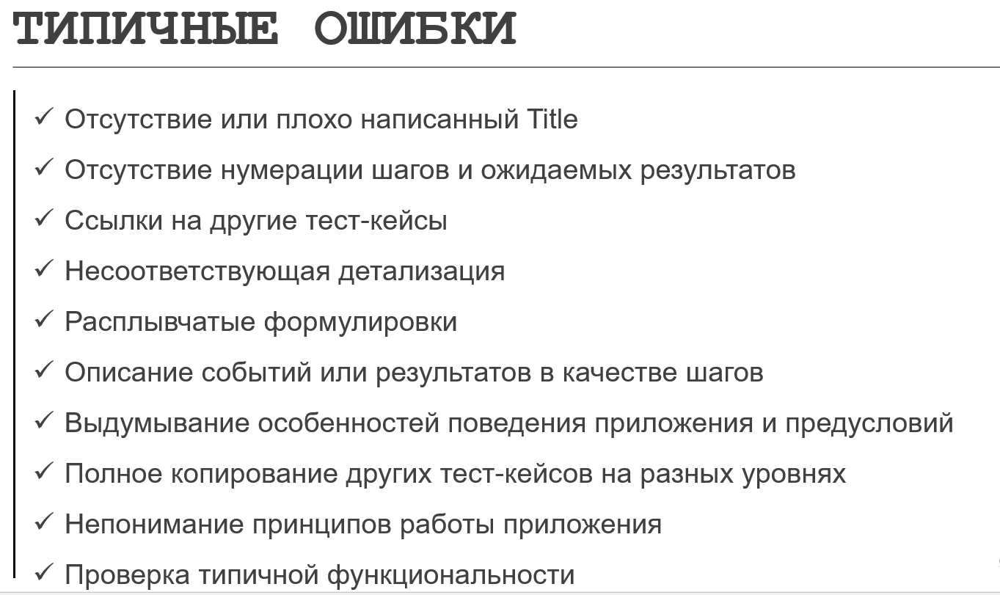 ТИПИЧНЫЕ ОШИБКИ
Отсутствие или плохо написанный Title
Отсутствие нумерации шагов и ожидаемых результатов
Ссылки на другие тест-кейсы
Несоответствующая детализация
Расплывчатые формулировки
Описание событий или результатов в качестве шагов
Выдумывание особенностей поведения приложения и предусловий
Полное копирование других тест-кейсов на разных уровнях
Непонимание принципов работы приложения
Проверка типичной функциональности